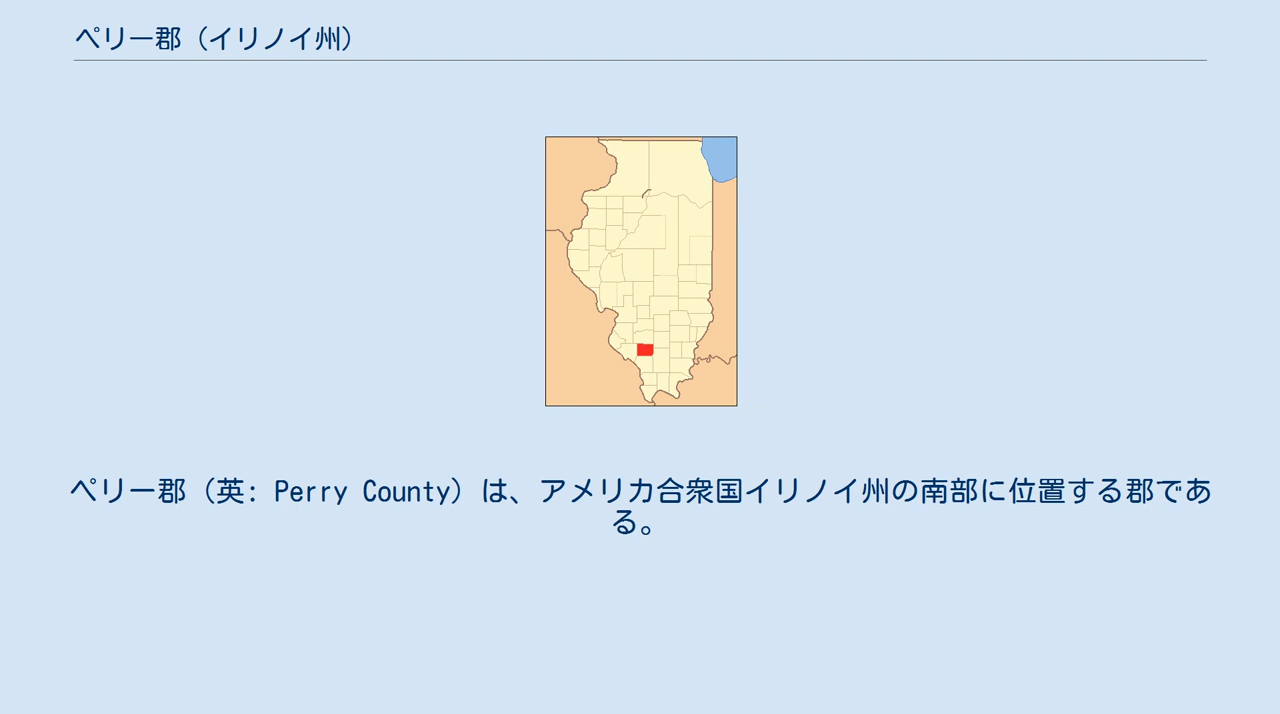 ペリー郡（イリノイ州）
ペリー郡（英: Perry County）は、アメリカ合衆国イリノイ州の南部に位置する郡であ
る。